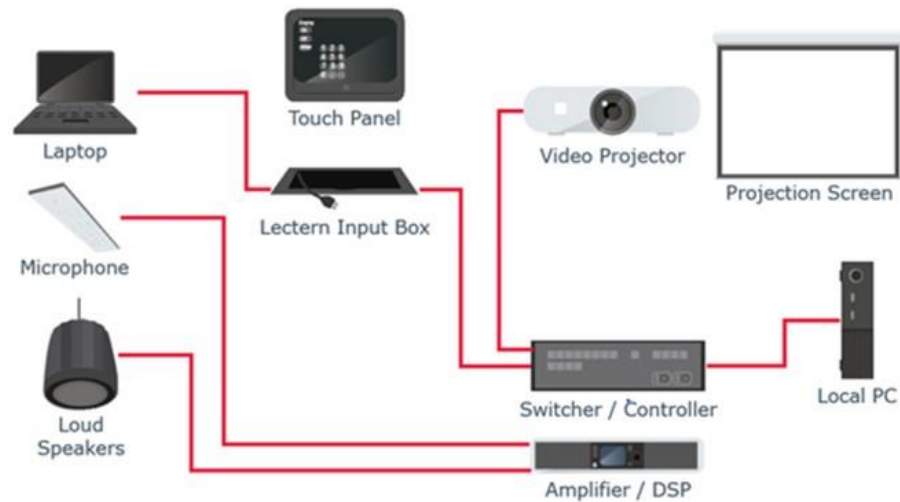 Laptop
Touch Panel
Video Projector
Projection Screen
Lectern Input Box
Microphone
Loud
Speakers
Switcher / Controller
Local PC
Amplifier / DSP